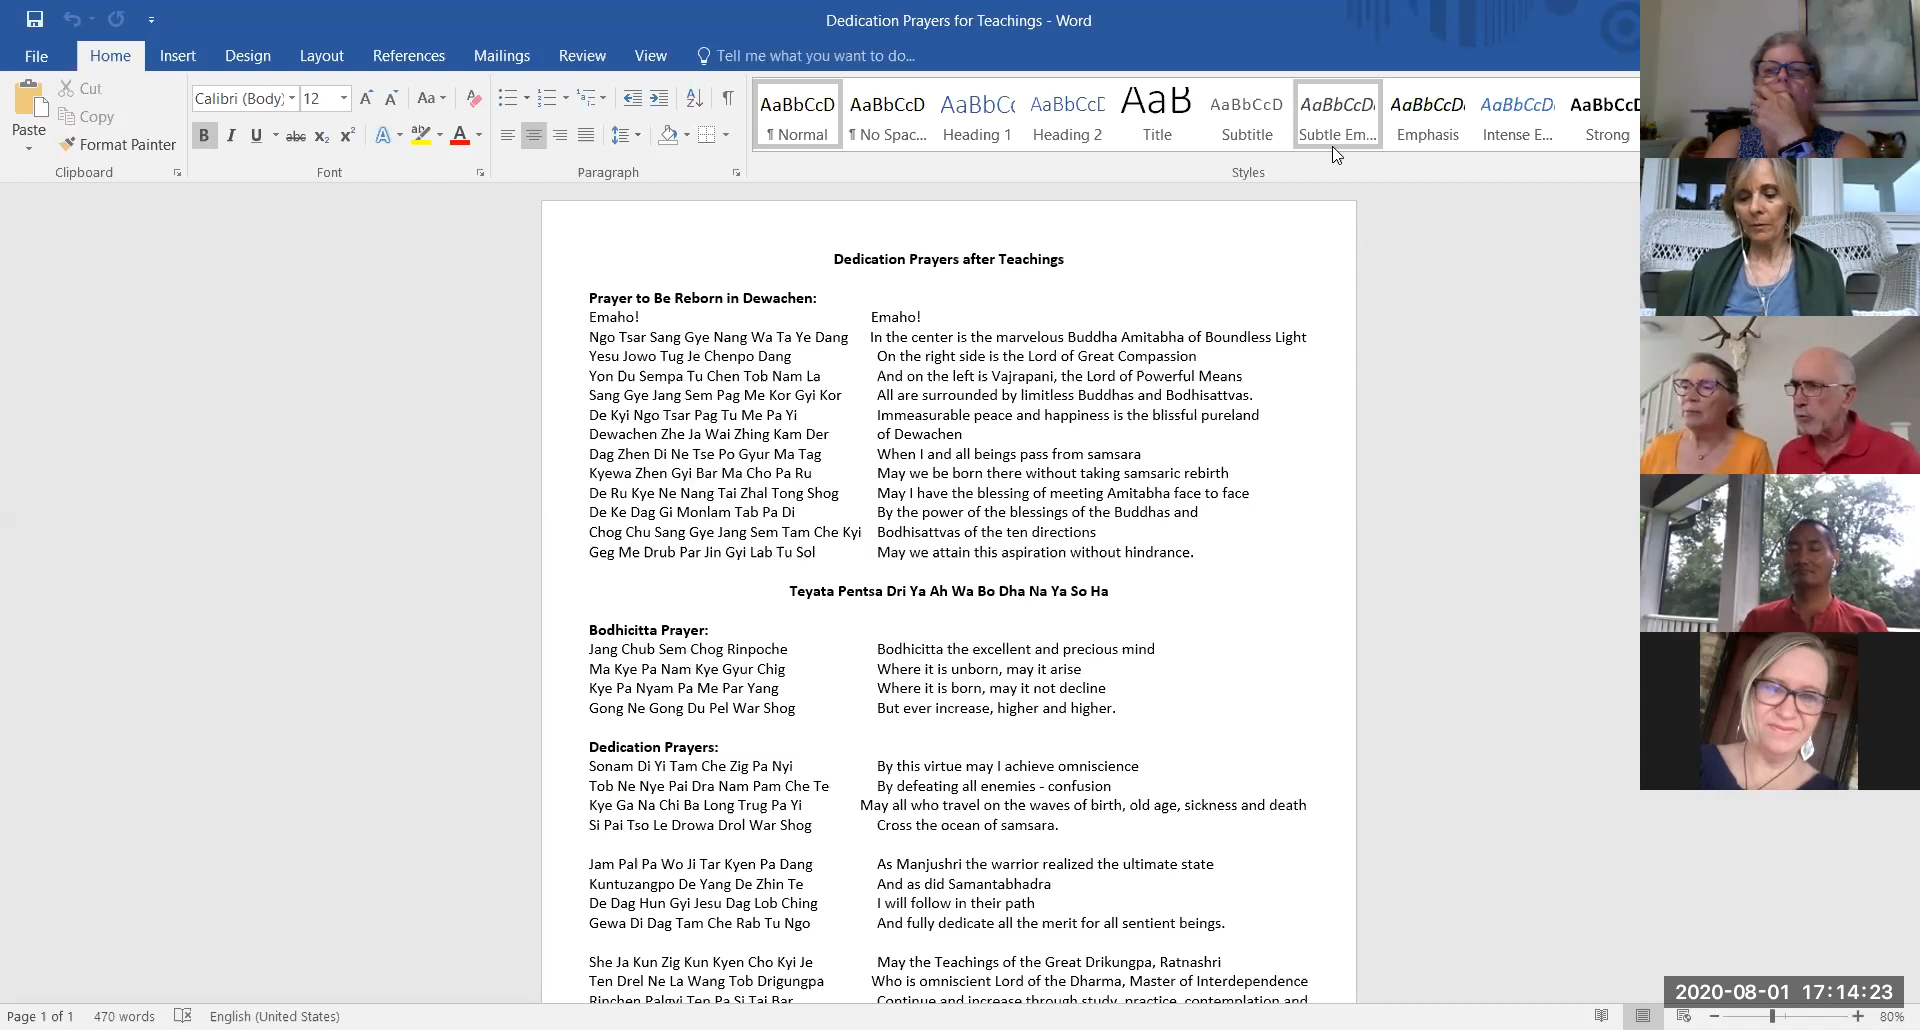 Dedication Prayers for Teachings - Word
File Home Insert Design Layout References Mailings Review View Tell me what you want to do...
Paste
Cut
Copy
Format Painter
Clipboard
Calibri (Body) 12
Aa
B I U abc x₂ x²
A ab A
Font
Paragraph
AaBbCcD AaBbCcD AaBbCc AaBbCcD AaB AaBbCcD AaBbCcD AaBbCcD AaBbCcD AaBbCcD
¶ Normal ¶ No Spac... Heading 1 Heading 2 Title Subtitle Subtle Em... Emphasis Intense E... Strong
Styles
Dedication Prayers after Teachings
Prayer to Be Reborn in Dewachen:
Emaho! Emaho!
Ngo Tsar Sang Gye Nang Wa Ta Ye Dang In the center is the marvelous Buddha Amitabha of Boundless Light
Yesu Jowo Tug Je Chenpo Dang On the right side is the Lord of Great Compassion
Yon Du Sempa Tu Chen Tob Nam La And on the left is Vajrapani, the Lord of Powerful Means
Sang Gye Jang Sem Pag Me Kor Gyi Kor All are surrounded by limitless Buddhas and Bodhisattvas.
De Kyi Ngo Tsar Pag Tu Me Pa Yi Immeasurable peace and happiness is the blissful pureland
Dewachen Zhe Ja Wai Zhing Kam Der of Dewachen
Dag Zhen Di Ne Tse Po Gyur Ma Tag When I and all beings pass from samsara
Kyewa Zhen Gyi Bar Ma Cho Pa Ru May we be born there without taking samsaric rebirth
De Ru Kye Ne Nang Tai Zhal Tong Shog May I have the blessing of meeting Amitabha face to face
De Ke Dag Gi Monlam Tab Pa Di By the power of the blessings of the Buddhas and
Chog Chu Sang Gye Jang Sem Tam Che Kyi Bodhisattvas of the ten directions
Geg Me Drub Par Jin Gyi Lab Tu Sol May we attain this aspiration without hindrance.
Teyata Pentsa Dri Ya Ah Wa Bo Dha Na Ya So Ha
Bodhicitta Prayer:
Jang Chub Sem Chog Rinpoche Bodhicitta the excellent and precious mind
Ma Kye Pa Nam Kye Gyur Chig Where it is unborn, may it arise
Kye Pa Nyam Pa Me Par Yang Where it is born, may it not decline
Gong Ne Gong Du Pel War Shog But ever increase, higher and higher.
Dedication Prayers:
Sonam Di Yi Tam Che Zig Pa Nyi By this virtue may I achieve omniscience
Tob Ne Nye Pai Dra Nam Pam Che Te By defeating all enemies - confusion
Kye Ga Na Chi Ba Long Trug Pa Yi May all who travel on the waves of birth, old age, sickness and death
Si Pai Tso Le Drowa Drol War Shog Cross the ocean of samsara.
Jam Pal Pa Wo Ji Tar Kyen Pa Dang As Manjushri the warrior realized the ultimate state
Kuntuzangpo De Yang De Zhin Te And as did Samantabhadra
De Dag Hun Gyi Jesu Dag Lob Ching I will follow in their path
Gewa Di Dag Tam Che Rab Tu Ngo And fully dedicate all the merit for all sentient beings.
She Ja Kun Zig Kun Kyen Cho Kyi Je May the Teachings of the Great Drikungpa, Ratnashri
Ten Drel Ne La Wang Tob Drigungpa Who is omniscient Lord of the Dharma, Master of Interdependence
Rinchen Palgyi Ten Pa Si Tai Bar Continue and increase through study, practice, contemplation and
2020-08-01 17:14:23
Page 1 of 1 470 words English (United States) 80%